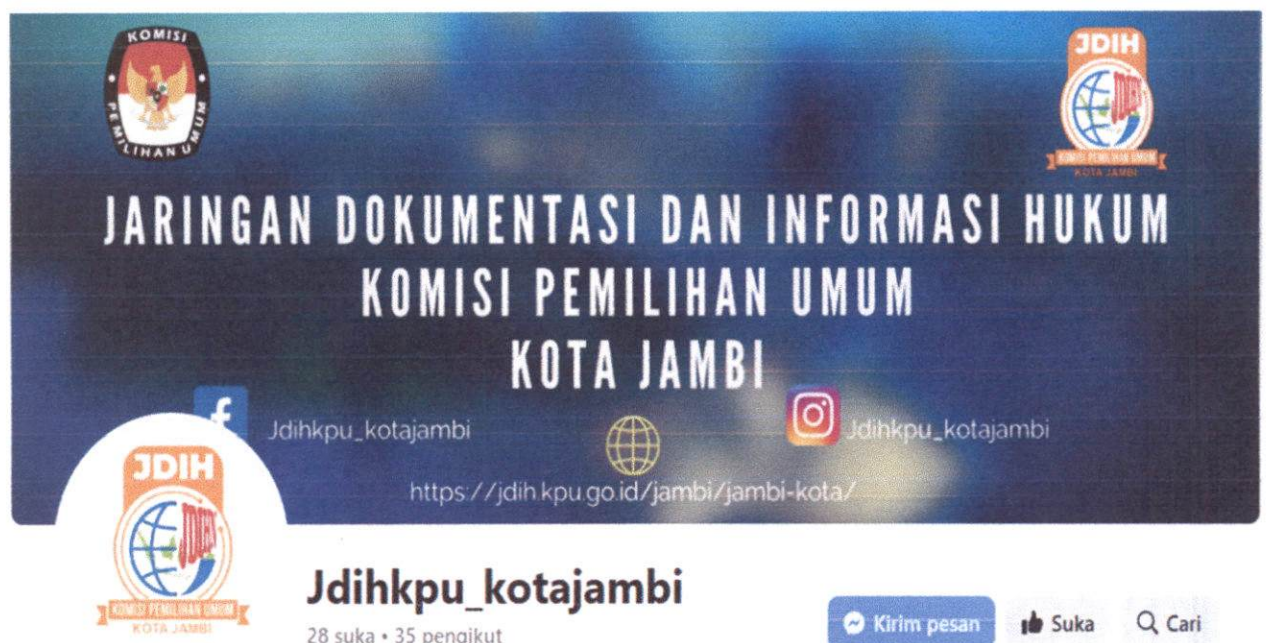 KOMISI
PEMILIHAN UMUM
JDIH
KOMISI PEMILIHAN UMUM
KOTA JAMBI
JARINGAN DOKUMENTASI DAN INFORMASI HUKUM
KOMISI PEMILIHAN UMUM
KOTA JAMBI
Jdihkpu_kotajambi
Jdihkpu_kotajambi
https://jdih.kpu.go.id/jambi/jambi-kota/
JDIH
KOMISI PEMILIHAN UMUM
KOTA JAMBI
Jdihkpu_kotajambi
28 suka • 35 pengikut
Kirim pesan
Suka
Cari